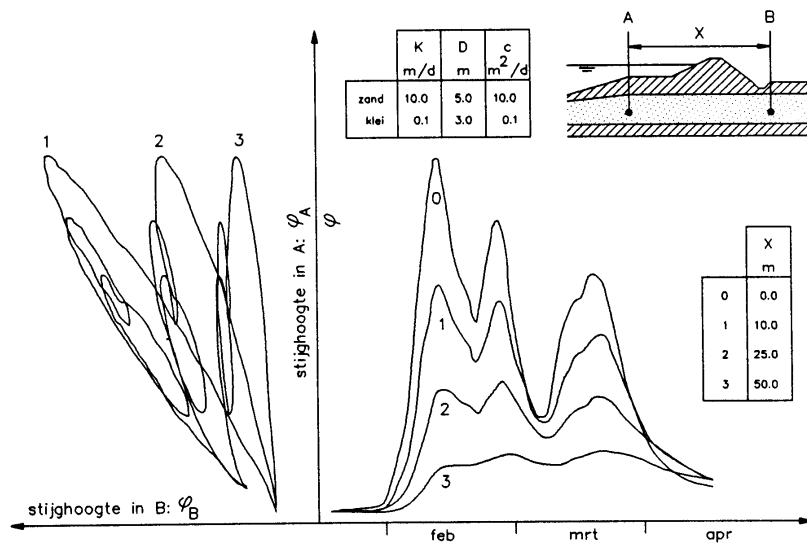 K D c
m/d m m²/d
zand 10.0 5.0 10.0
klei 0.1 3.0 0.1
A B
X
1 2 3
stijghoogte in A: φA
φ
0
1
2
3
X
m
0 0.0
1 10.0
2 25.0
3 50.0
stijghoogte in B: φB
feb mrt apr